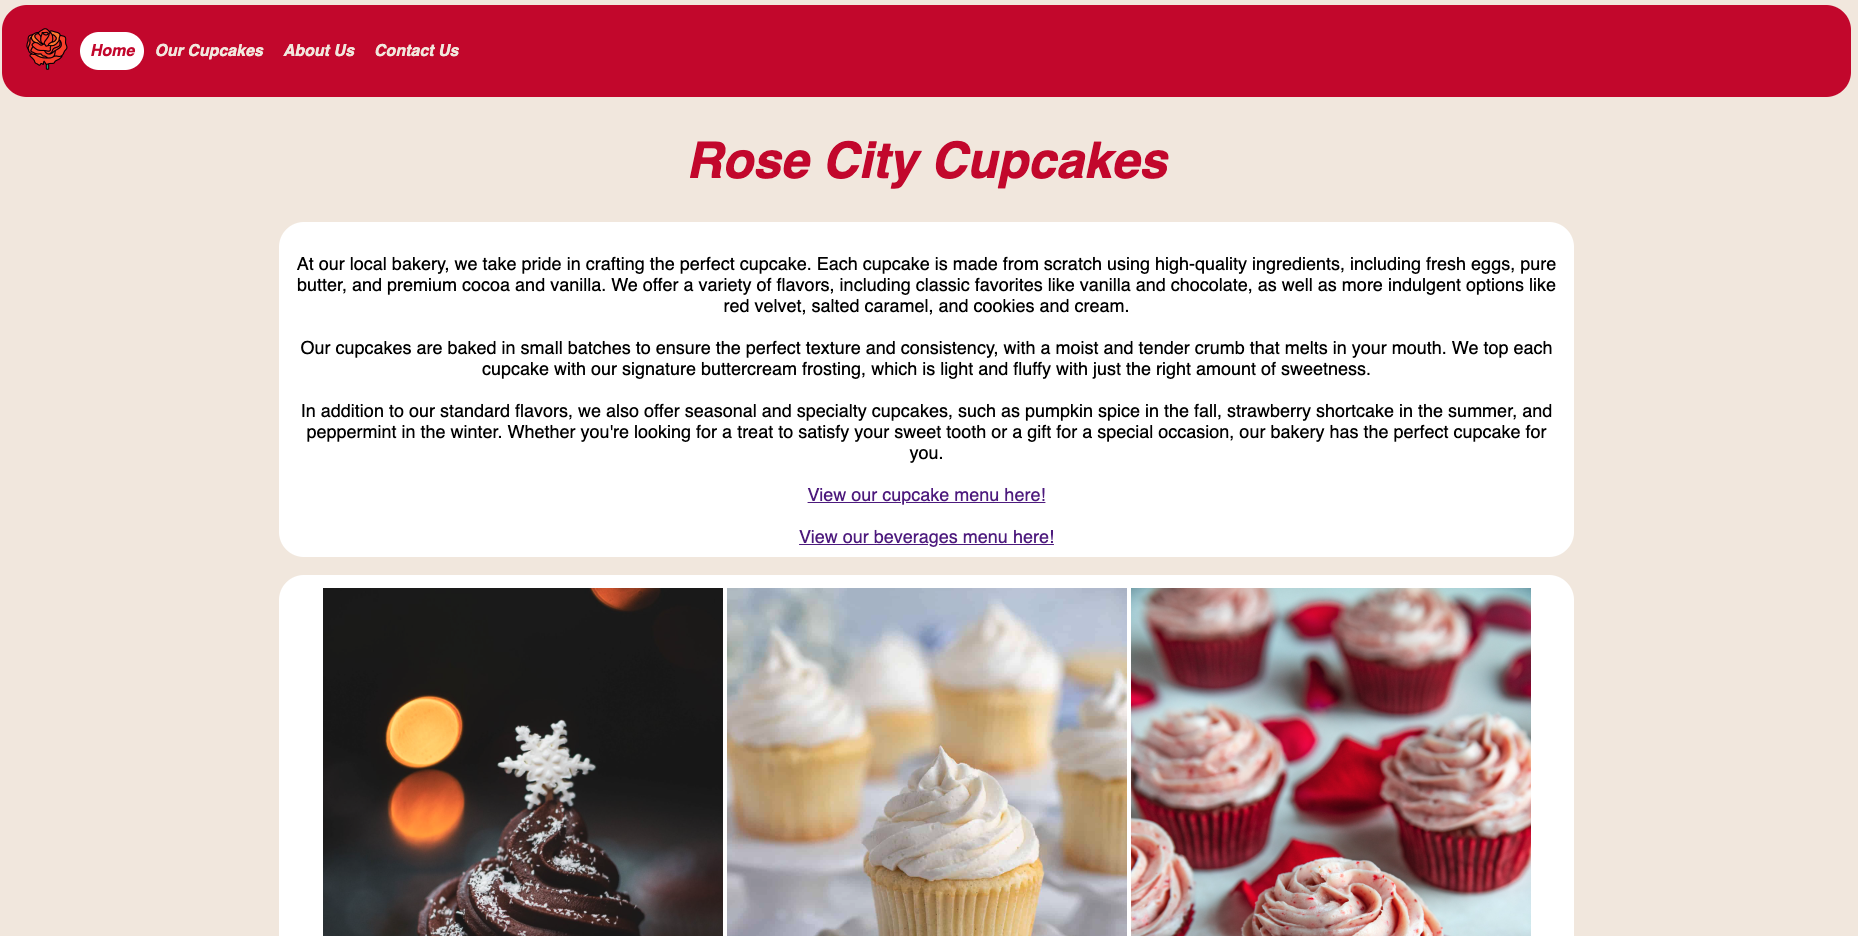 Home Our Cupcakes About Us Contact Us
Rose City Cupcakes
At our local bakery, we take pride in crafting the perfect cupcake. Each cupcake is made from scratch using high-quality ingredients, including fresh eggs, pure
butter, and premium cocoa and vanilla. We offer a variety of flavors, including classic favorites like vanilla and chocolate, as well as more indulgent options like
red velvet, salted caramel, and cookies and cream.
Our cupcakes are baked in small batches to ensure the perfect texture and consistency, with a moist and tender crumb that melts in your mouth. We top each
cupcake with our signature buttercream frosting, which is light and fluffy with just the right amount of sweetness.
In addition to our standard flavors, we also offer seasonal and specialty cupcakes, such as pumpkin spice in the fall, strawberry shortcake in the summer, and
peppermint in the winter. Whether you're looking for a treat to satisfy your sweet tooth or a gift for a special occasion, our bakery has the perfect cupcake for
you.
View our cupcake menu here!
View our beverages menu here!